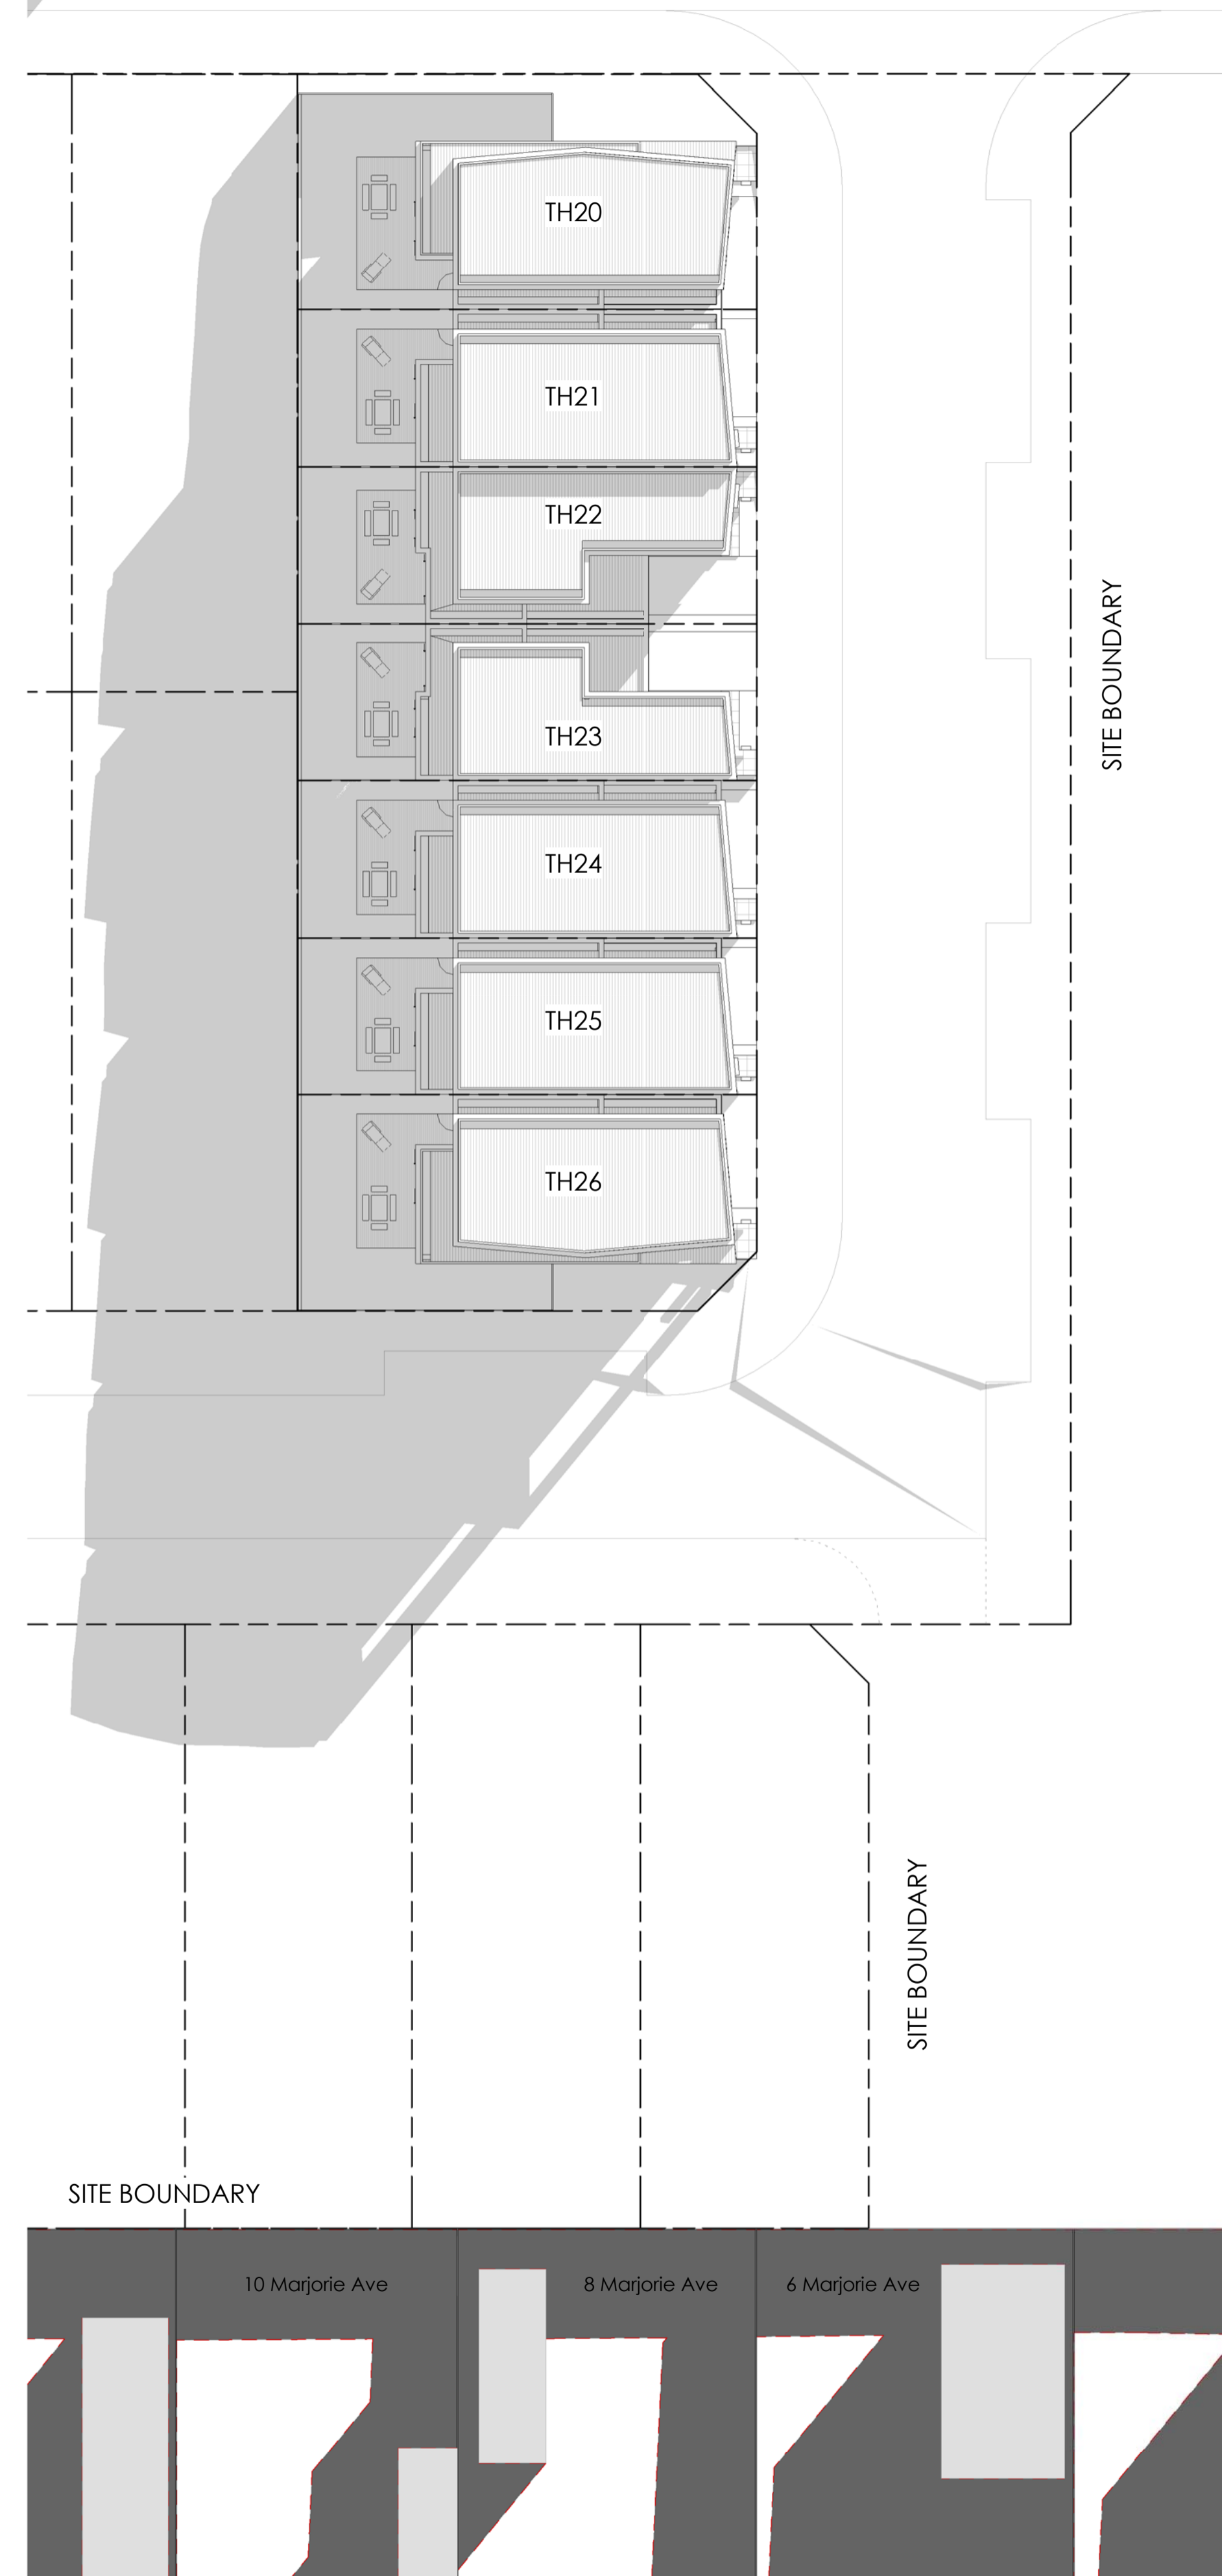 TH20
TH21
TH22
SITE BOUNDARY
TH23
TH24
TH25
TH26
SITE BOUNDARY
SITE BOUNDARY
10 Marjorie Ave
8 Marjorie Ave
6 Marjorie Ave